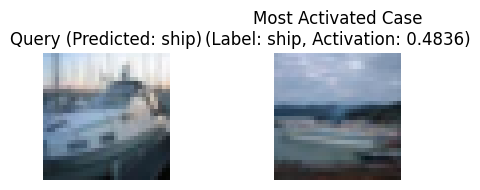 Query (Predicted: ship)
Most Activated Case
(Label: ship, Activation: 0.4836)